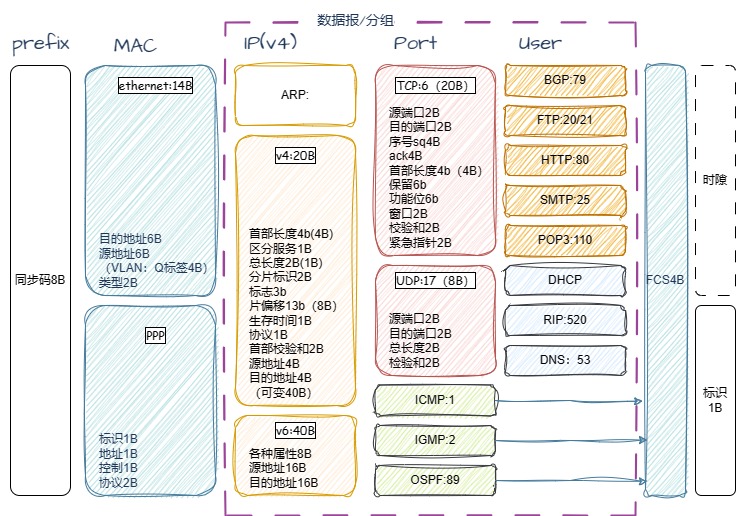 数据报/分组
prefix
MAC
IP(v4)
Port
User
同步码8B
ethernet:14B
目的地址6B
源地址6B
（VLAN：Q标签4B）
类型2B
PPP
标识1B
地址1B
控制1B
协议2B
ARP:
v4:20B
首部长度4b(4B)
区分服务1B
总长度2B(1B)
分片标识2B
标志3b
片偏移13b（8B）
生存时间1B
协议1B
首部校验和2B
源地址4B
目的地址4B
（可变40B）
v6:40B
各种属性8B
源地址16B
目的地址16B
TCP:6（20B）
源端口2B
目的端口2B
序号sq4B
ack4B
首部长度4b（4B）
保留6b
功能位6b
窗口2B
校验和2B
紧急指针2B
UDP:17（8B）
源端口2B
目的端口2B
总长度2B
检验和2B
ICMP:1
IGMP:2
OSPF:89
BGP:79
FTP:20/21
HTTP:80
SMTP:25
POP3:110
DHCP
RIP:520
DNS：53
FCS4B
时隙
标识
1B